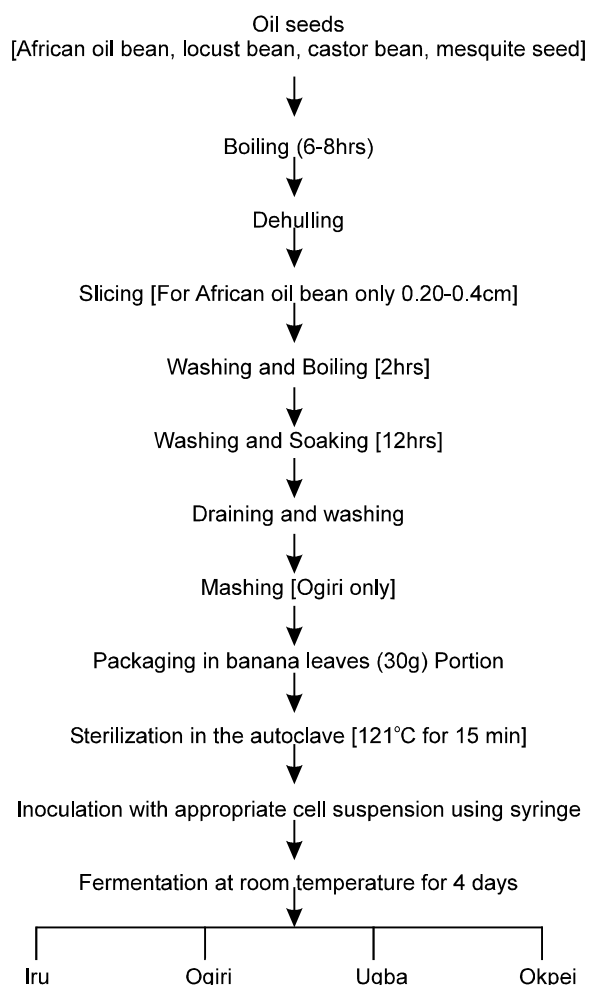 Oil seeds
[African oil bean, locust bean, castor bean, mesquite seed]
Boiling (6-8hrs)
Dehulling
Slicing [For African oil bean only 0.20-0.4cm]
Washing and Boiling [2hrs]
Washing and Soaking [12hrs]
Draining and washing
Mashing [Ogiri only]
Packaging in banana leaves (30g) Portion
Sterilization in the autoclave [121°C for 15 min]
Inoculation with appropriate cell suspension using syringe
Fermentation at room temperature for 4 days
Iru Ogiri Ugba Okpei